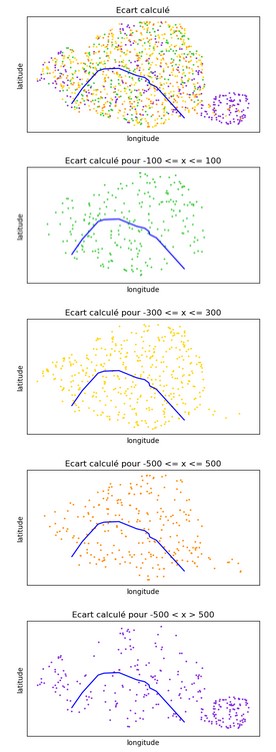 Ecart calculé
latitude
longitude
Ecart calculé pour -100 <= x <= 100
latitude
longitude
Ecart calculé pour -300 <= x <= 300
latitude
longitude
Ecart calculé pour -500 <= x <= 500
latitude
longitude
Ecart calculé pour -500 < x > 500
latitude
longitude